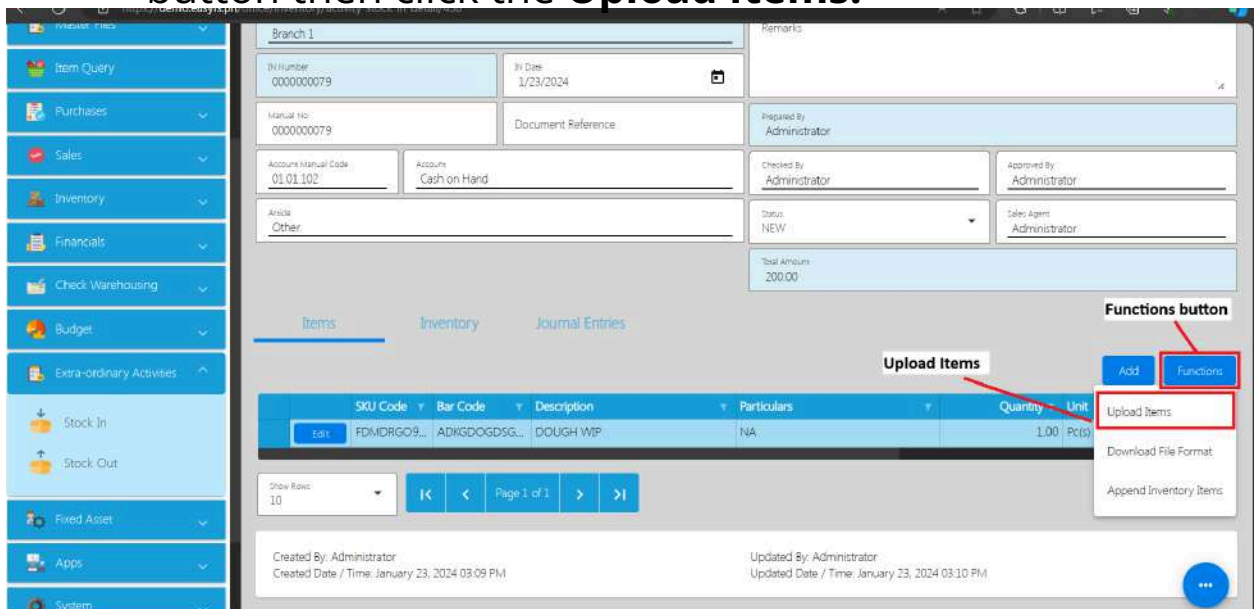 button then click the Upload Items.
Master Files
Item Query
Purchases
Sales
Inventory
Financials
Check Warehousing
Budget
Extra-ordinary Activities
Stock In
Stock Out
Fixed Asset
Apps
System
Branch 1
Remarks
IN Number
0000000079
IN Date
1/23/2024
Manual No
0000000079
Document Reference
Prepared By
Administrator
Account Manual Code
01.01.102
Account
Cash on Hand
Checked By
Administrator
Approved By
Administrator
Article
Other
Status
NEW
Sales Agent
Administrator
Total Amount
200.00
Items Inventory Journal Entries
Functions button
Upload Items
Add Functions
SKU Code Bar Code Description Particulars Quantity Unit
Edit FDMDRGO9... ADKGDOGDSG... DOUGH WIP NA 1.00 Pc(s)
Upload Items
Download File Format
Append Inventory Items
Show Rows
10
Page 1 of 1
Created By: Administrator
Created Date / Time: January 23, 2024 03:09 PM
Updated By: Administrator
Updated Date / Time: January 23, 2024 03:10 PM